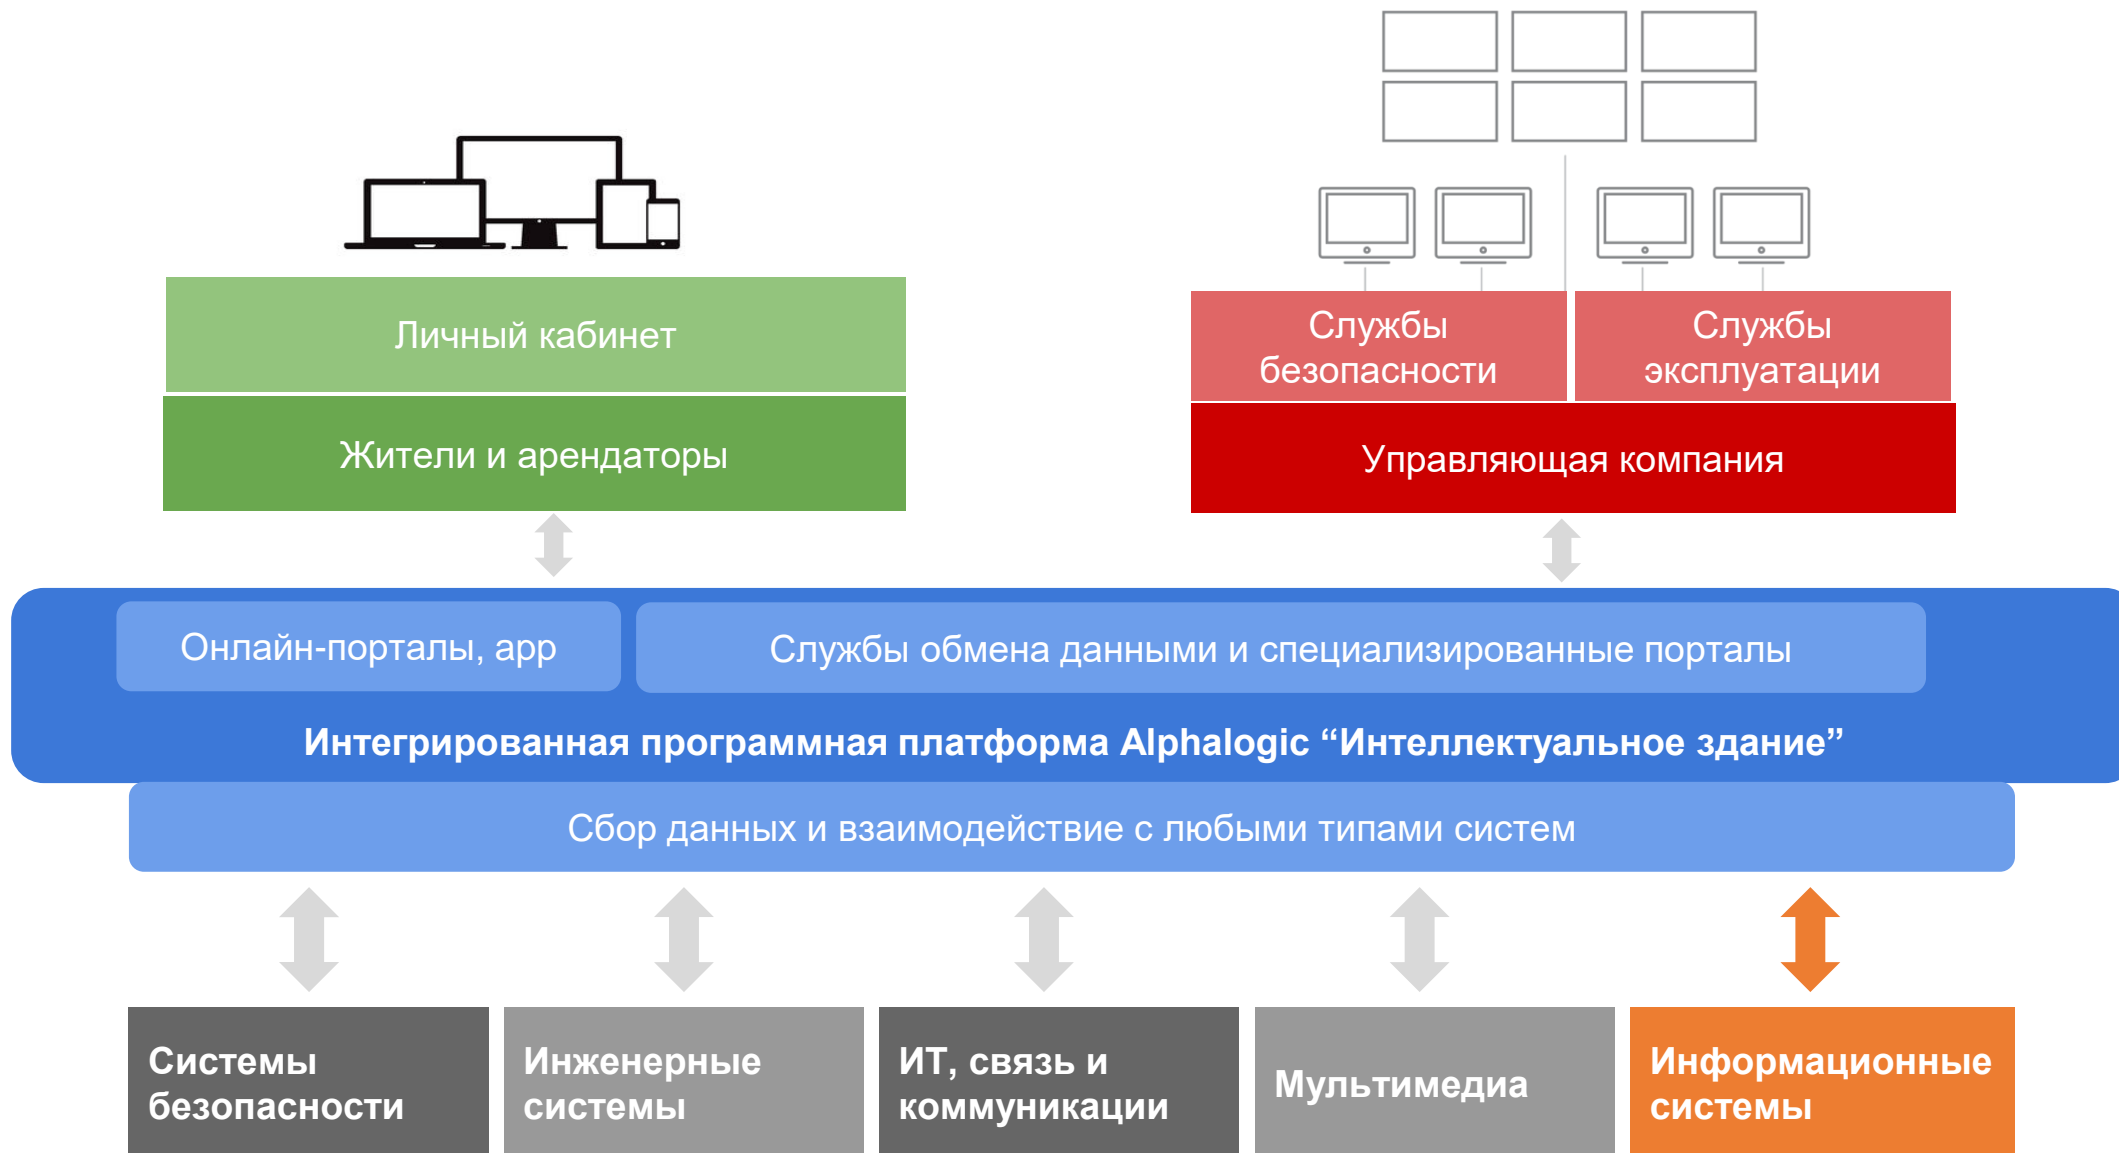 Личный кабинет
Жители и арендаторы
Службы
безопасности
Службы
эксплуатации
Управляющая компания
Онлайн-порталы, app
Службы обмена данными и специализированные порталы
Интегрированная программная платформа Alphalogic “Интеллектуальное здание”
Сбор данных и взаимодействие с любыми типами систем
Системы
безопасности
Инженерные
системы
ИТ, связь и
коммуникации
Мультимедиа
Информационные
системы